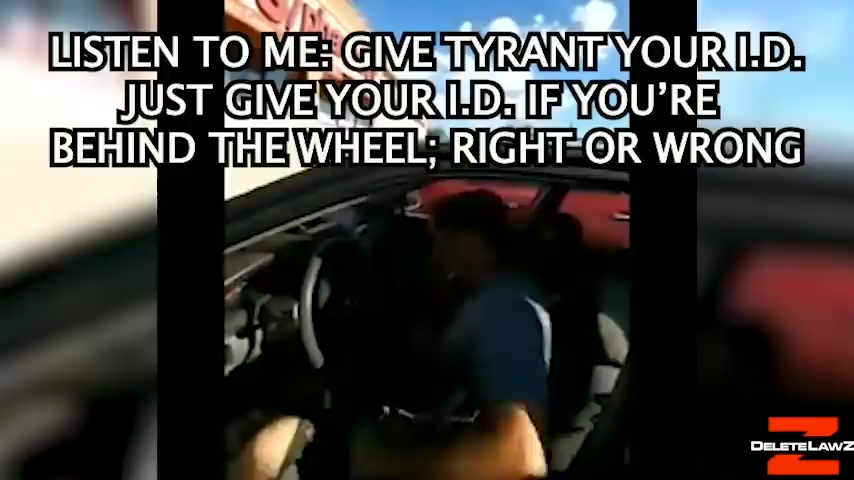 LISTEN TO ME: GIVE TYRANT YOUR I.D.
JUST GIVE YOUR I.D. IF YOU'RE
BEHIND THE WHEEL; RIGHT OR WRONG
DELETELAWZ